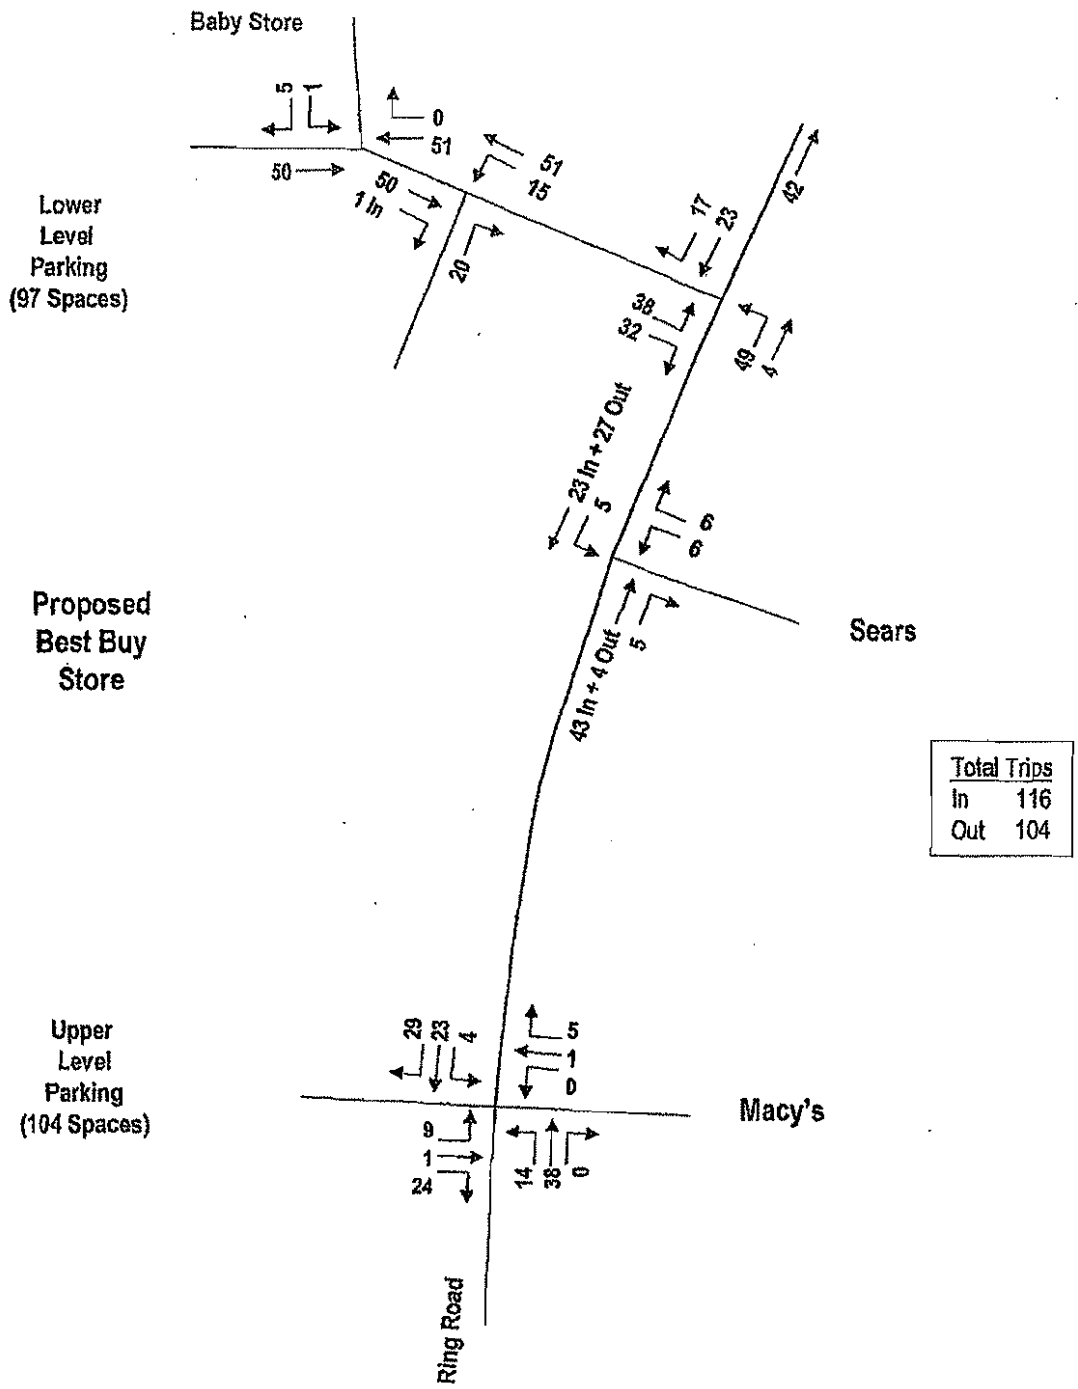 Baby Store
5
1
0
51
50
51
15
50
1 In
20
Lower
Level
Parking
(97 Spaces)
42
17
23
38
32
49
4
23 In + 27 Out
5
6
6
43 In + 4 Out
5
Sears
Proposed
Best Buy
Store
Total Trips
In 116
Out 104
Upper
Level
Parking
(104 Spaces)
29
23
4
5
1
0
Macy's
9
1
24
14
38
0
Ring Road